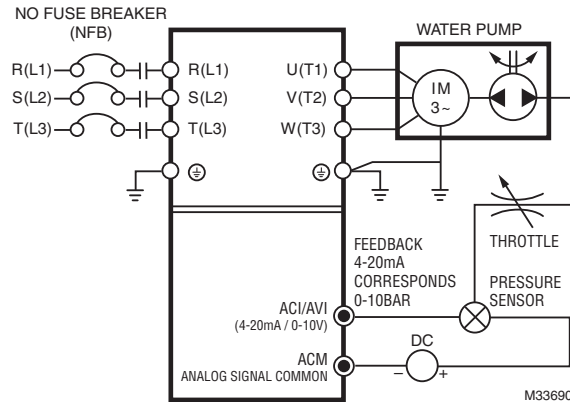 NO FUSE BREAKER
(NFB)
WATER PUMP
R(L1)
R(L1)
U(T1)
S(L2)
S(L2)
V(T2)
T(L3)
T(L3)
W(T3)
IM
3~
FEEDBACK
4-20mA
CORRESPONDS
0-10BAR
THROTTLE
PRESSURE
SENSOR
ACI/AVI
(4-20mA / 0-10V)
ACM
ANALOG SIGNAL COMMON
DC
– +
M33690